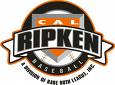 CAL
RIPKEN
BASEBALL
A DIVISION OF BABE RUTH LEAGUE, INC.